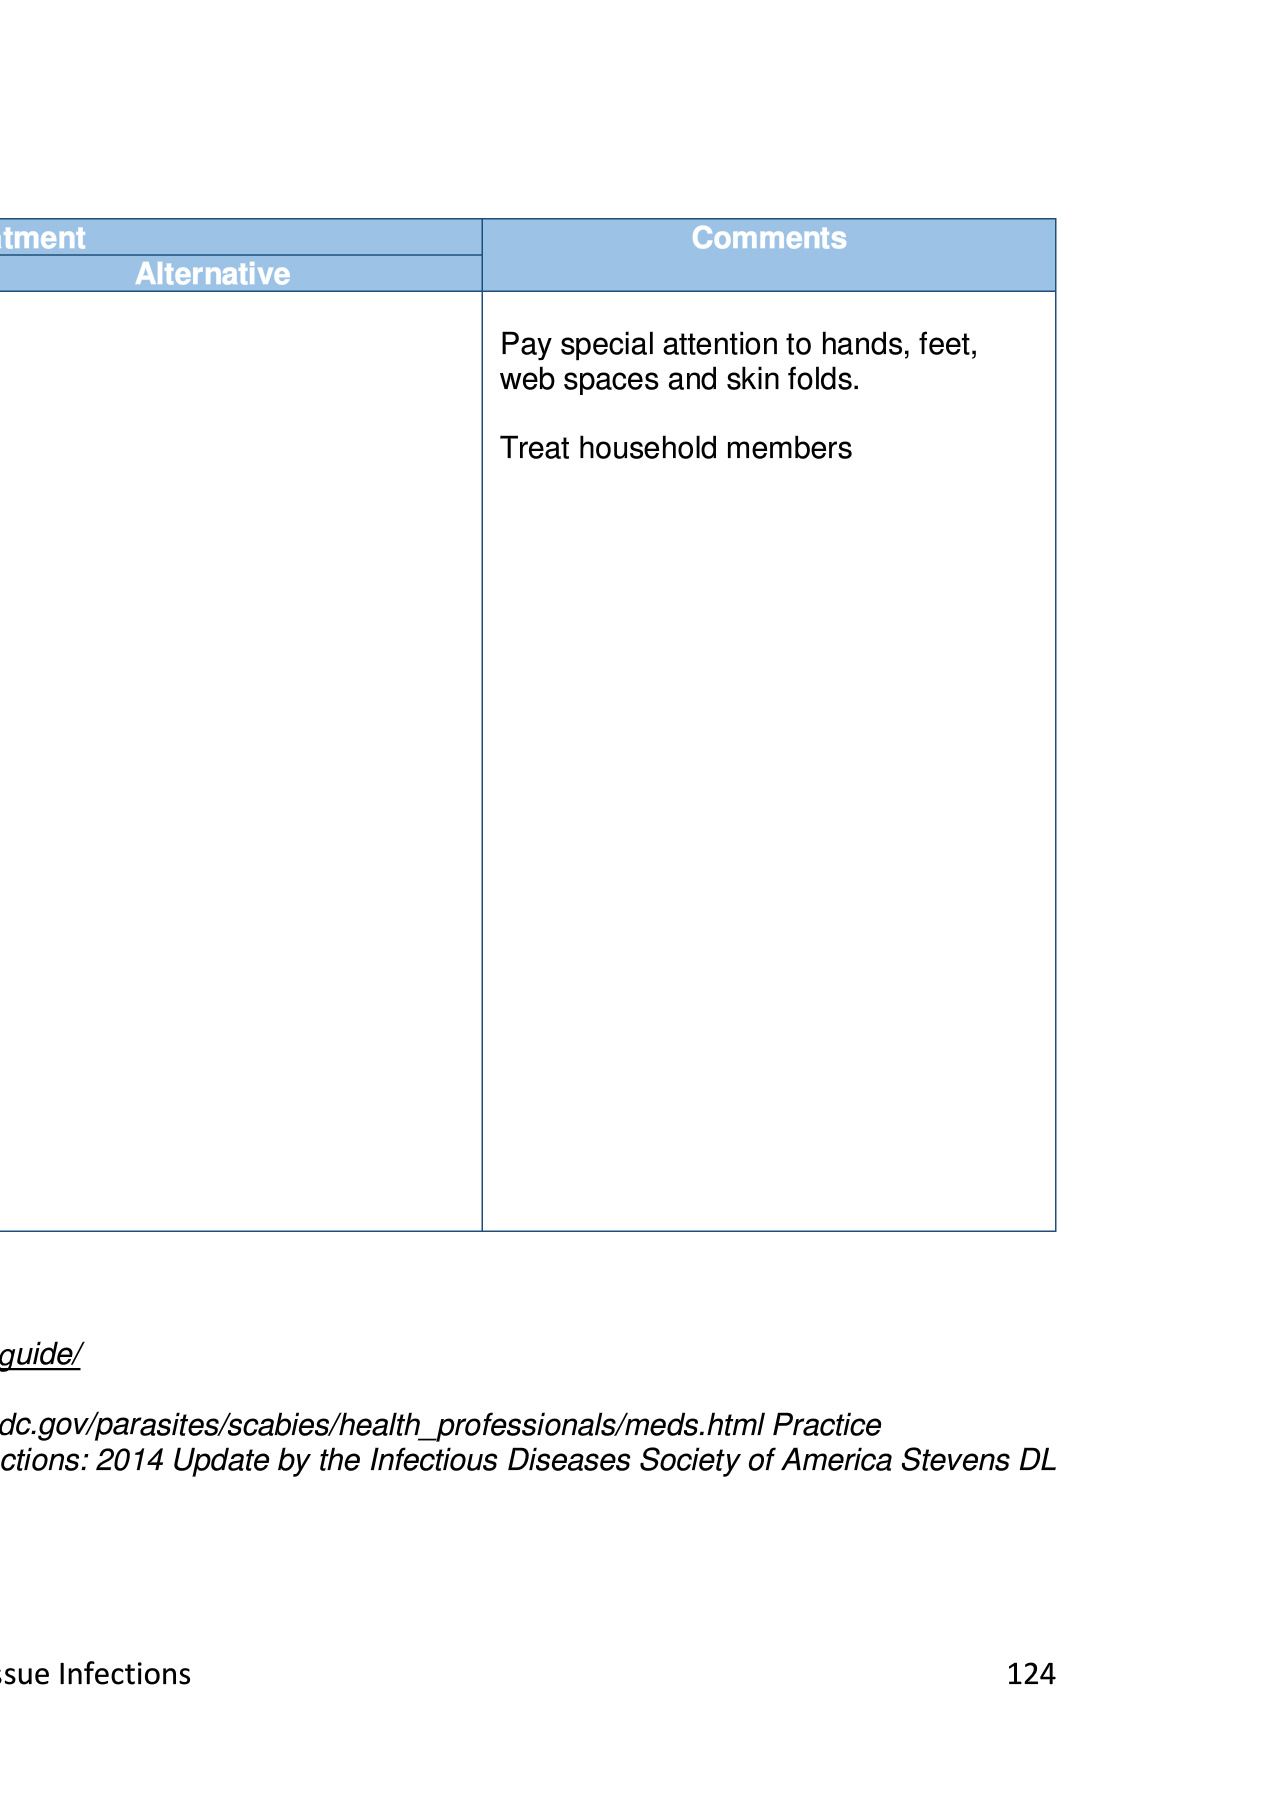 atment
Comments
Alternative
Pay special attention to hands, feet,
web spaces and skin folds.
Treat household members
guide/
dc.gov/parasites/scabies/health_professionals/meds.html Practice
ctions: 2014 Update by the Infectious Diseases Society of America Stevens DL
ssue Infections
124